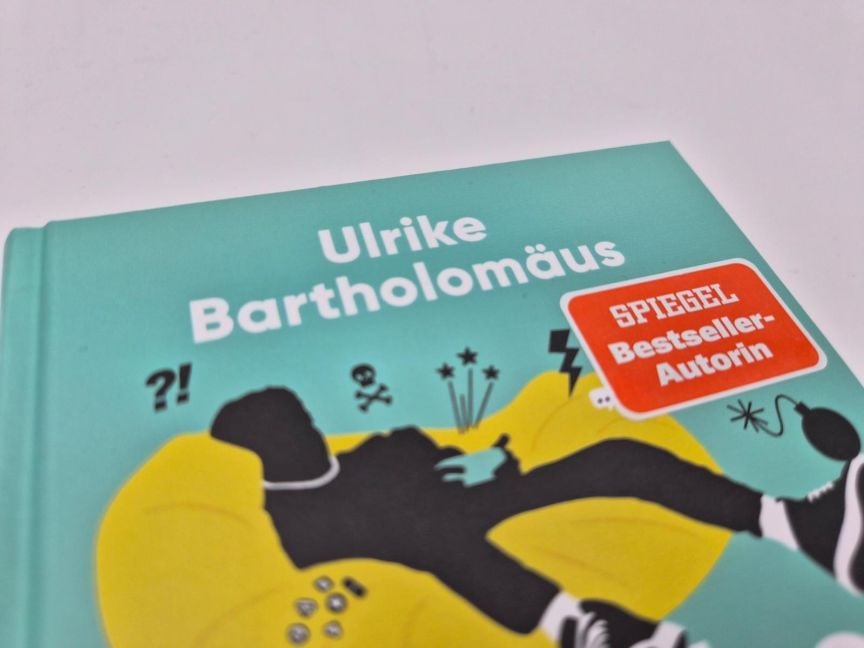 Ulrike
Bartholomäus
SPIEGEL
Bestseller-
Autorin
?!